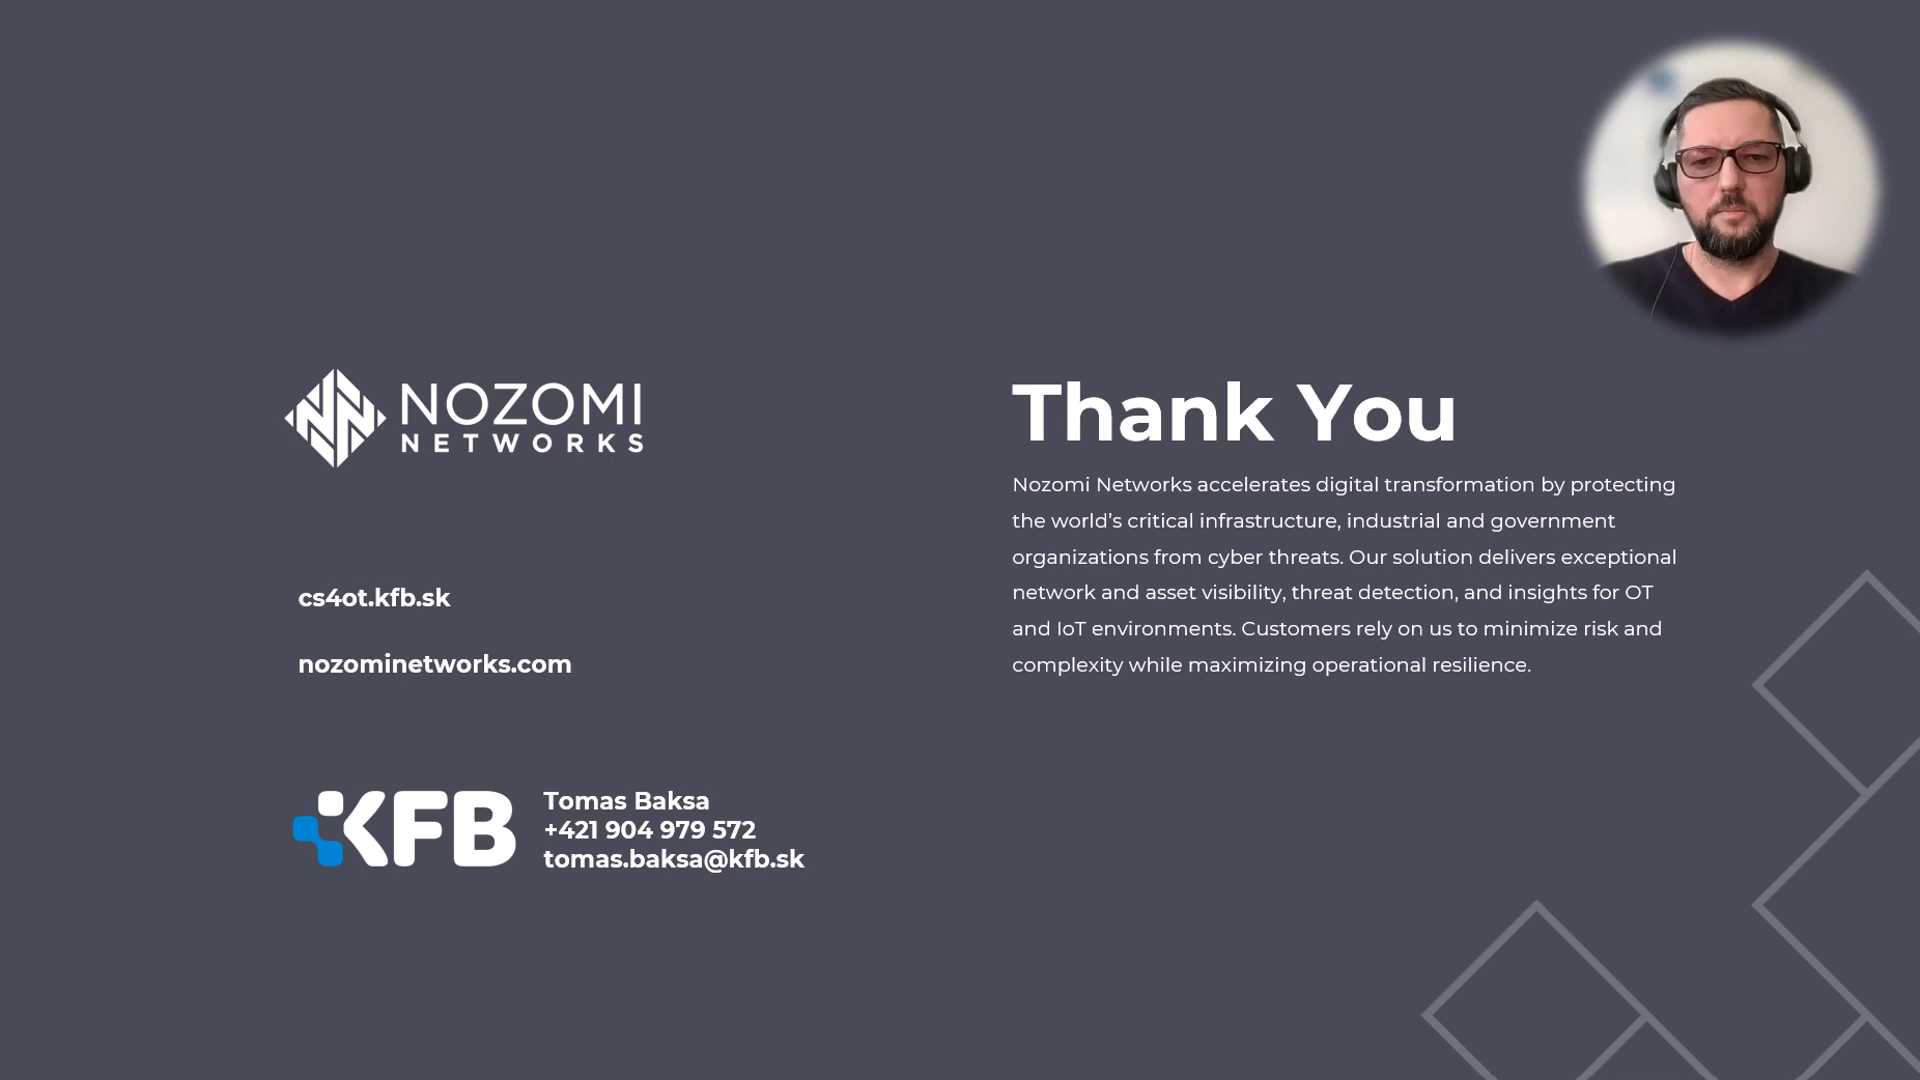 NOZOMI
NETWORKS
cs4ot.kfb.sk
nozominetworks.com
KFB
Tomas Baksa
+421 904 979 572
tomas.baksa@kfb.sk
Thank You
Nozomi Networks accelerates digital transformation by protecting
the world’s critical infrastructure, industrial and government
organizations from cyber threats. Our solution delivers exceptional
network and asset visibility, threat detection, and insights for OT
and IoT environments. Customers rely on us to minimize risk and
complexity while maximizing operational resilience.